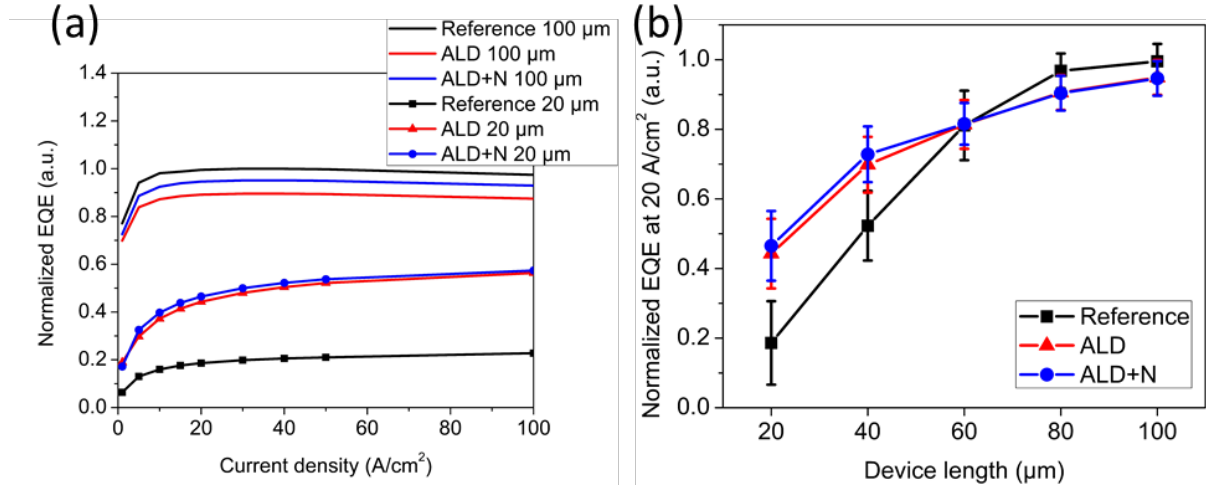 (a)
Reference 100 μm
ALD 100 μm
ALD+N 100 μm
Reference 20 μm
ALD 20 μm
ALD+N 20 μm
Normalized EQE (a.u.)
1.4
1.2
1.0
0.8
0.6
0.4
0.2
0.0
0
20
40
60
80
100
Current density (A/cm²)
(b)
Normalized EQE at 20 A/cm² (a.u.)
1.0
0.8
0.6
0.4
0.2
0.0
Reference
ALD
ALD+N
20
40
60
80
100
Device length (μm)